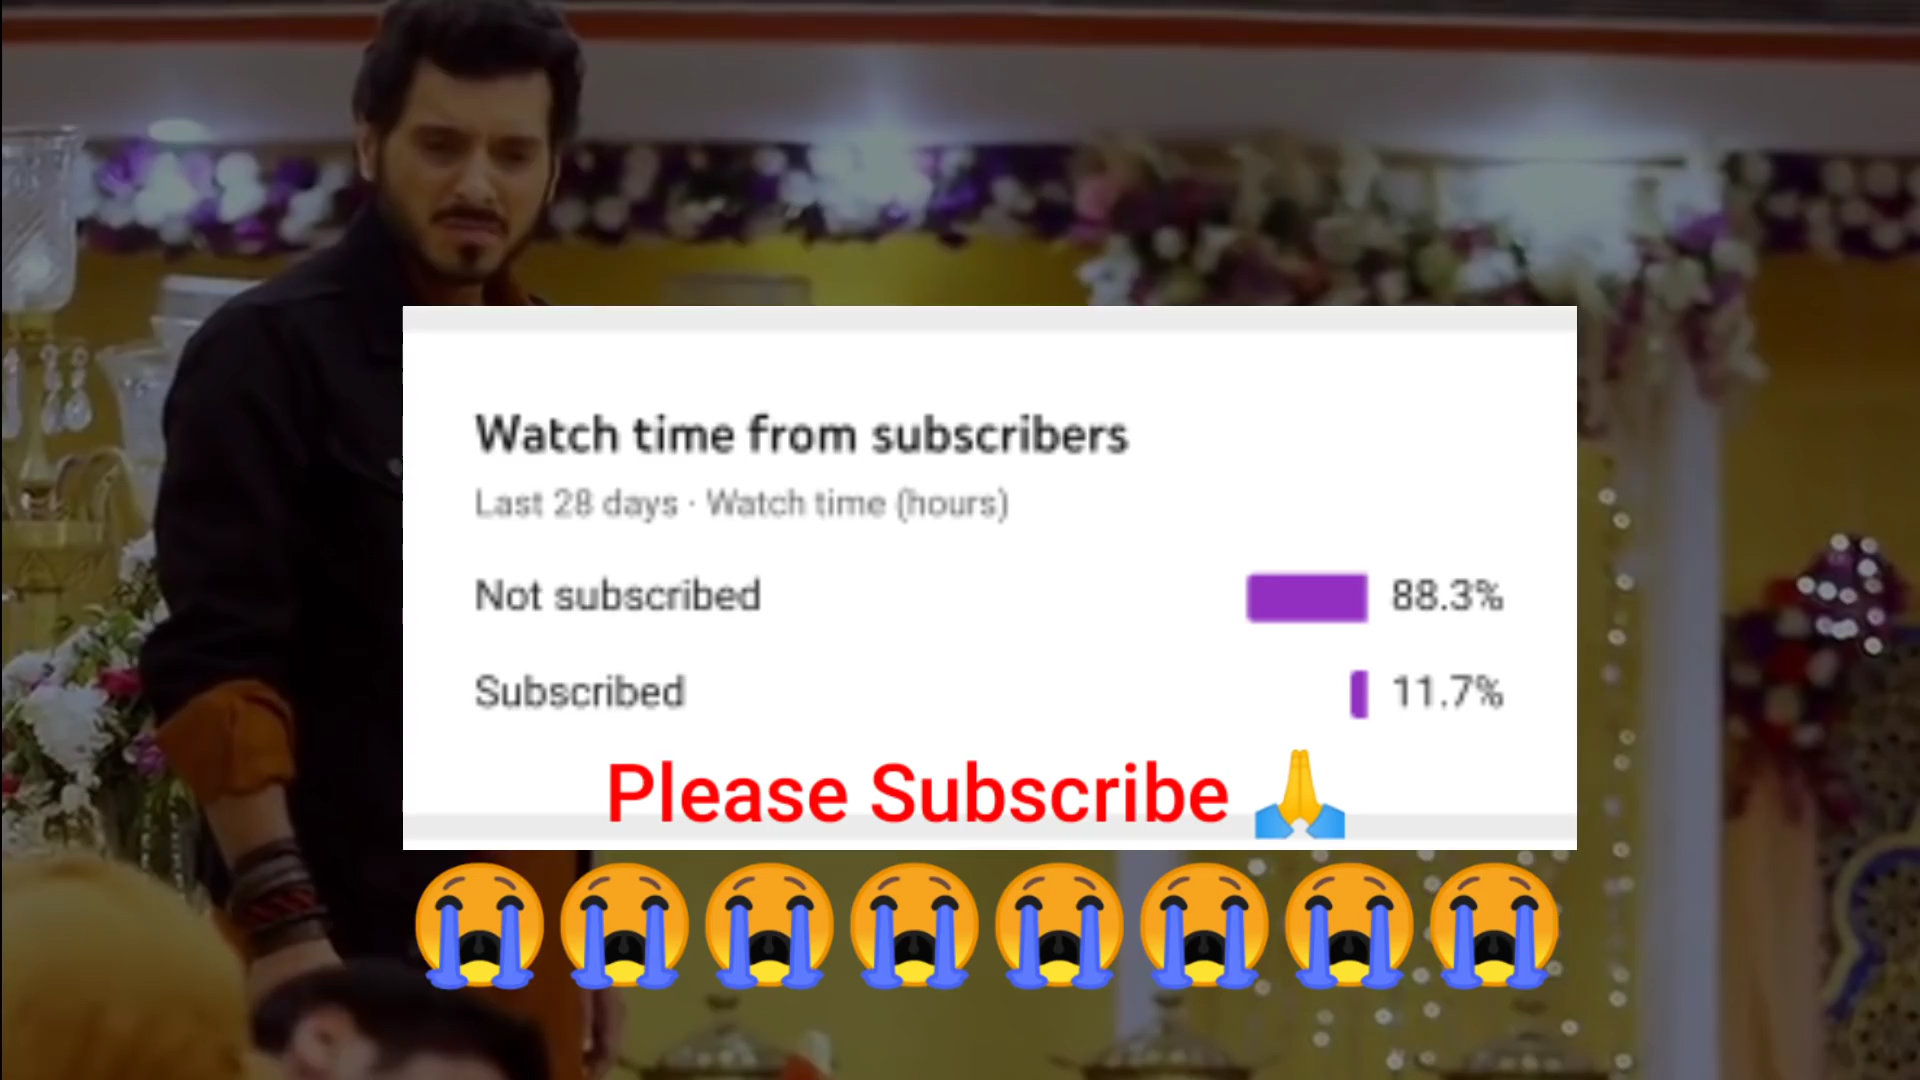 Watch time from subscribers
Last 28 days · Watch time (hours)
Not subscribed 88.3%
Subscribed 11.7%
Please Subscribe 🙏
😭😭😭😭😭😭😭😭